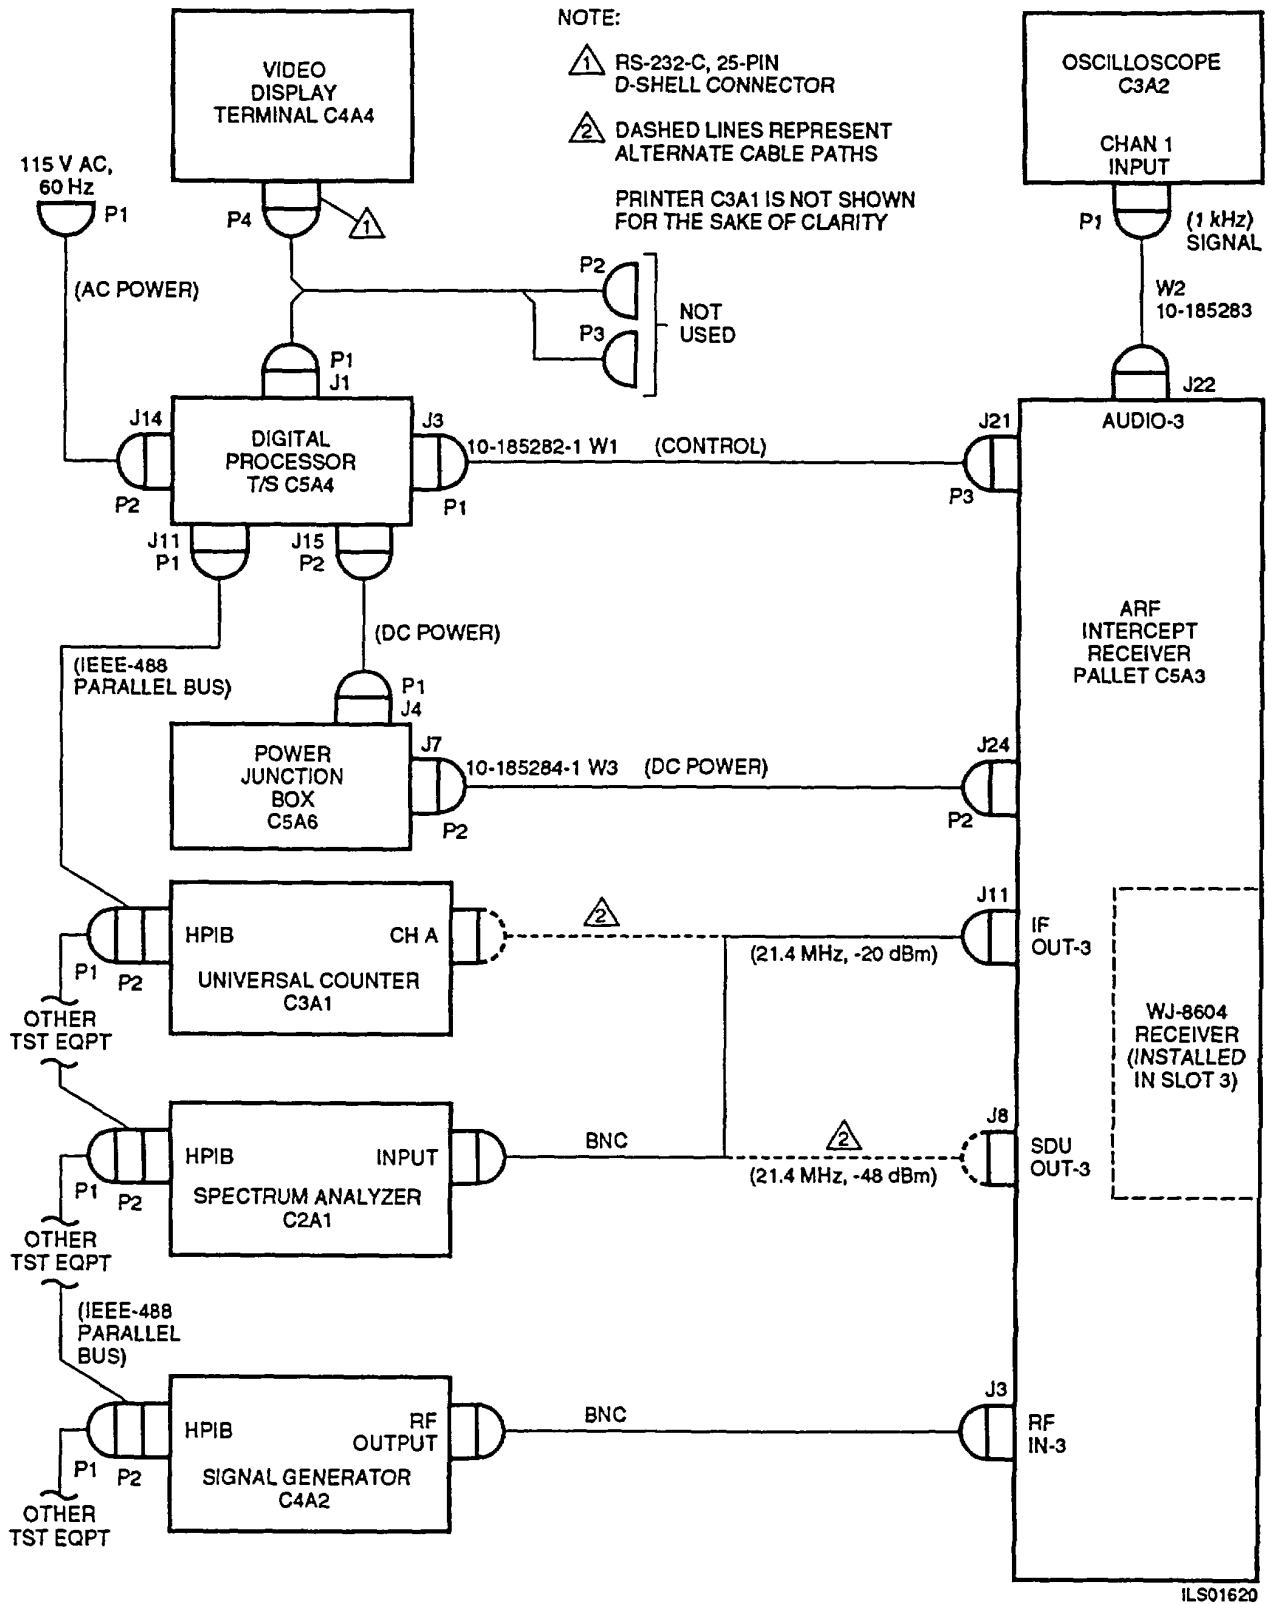 NOTE:
1 RS-232-C, 25-PIN
D-SHELL CONNECTOR
2 DASHED LINES REPRESENT
ALTERNATE CABLE PATHS
PRINTER C3A1 IS NOT SHOWN
FOR THE SAKE OF CLARITY
VIDEO
DISPLAY
TERMINAL C4A4
OSCILLOSCOPE
C3A2
CHAN 1
INPUT
115 V AC,
60 Hz
P1
P4
1
P1
(1 kHz)
SIGNAL
(AC POWER)
P2
P3
NOT
USED
W2
10-185283
P1
J1
J22
J14
P2
DIGITAL
PROCESSOR
T/S C5A4
J3
P1
10-185282-1 W1
(CONTROL)
J21
P3
AUDIO-3
J11
P1
J15
P2
(DC POWER)
ARF
INTERCEPT
RECEIVER
PALLET C5A3
(IEEE-488
PARALLEL BUS)
P1
J4
POWER
JUNCTION
BOX
C5A6
J7
P2
10-185284-1 W3
(DC POWER)
J24
P2
HPIB
CH A
UNIVERSAL COUNTER
C3A1
P1
P2
2
(21.4 MHz, -20 dBm)
J11
IF
OUT-3
OTHER
TST EQPT
WJ-8604
RECEIVER
(INSTALLED
IN SLOT 3)
HPIB
INPUT
SPECTRUM ANALYZER
C2A1
P1
P2
BNC
2
(21.4 MHz, -48 dBm)
J8
SDU
OUT-3
OTHER
TST EQPT
(IEEE-488
PARALLEL
BUS)
HPIB
RF
OUTPUT
SIGNAL GENERATOR
C4A2
P1
P2
BNC
J3
RF
IN-3
OTHER
TST EQPT
ILS01620